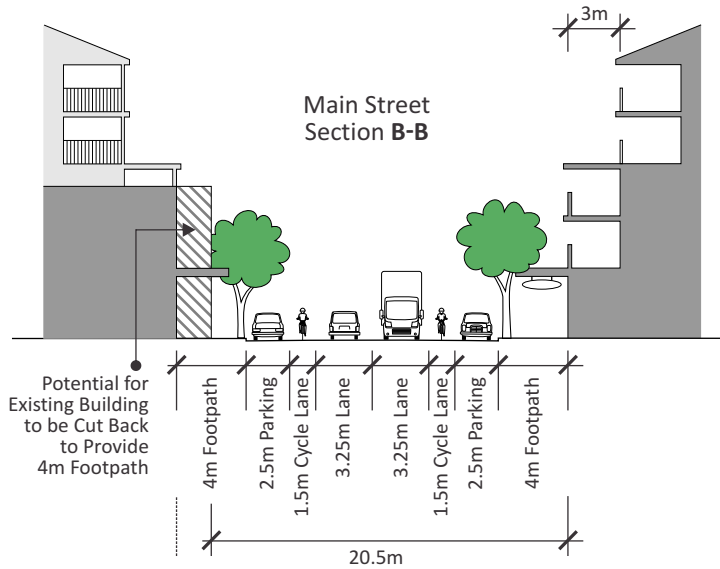 3m
Main Street
Section B-B
Potential for
Existing Building
to be Cut Back
to Provide
4m Footpath
4m Footpath
2.5m Parking
1.5m Cycle Lane
3.25m Lane
3.25m Lane
1.5m Cycle Lane
2.5m Parking
4m Footpath
20.5m